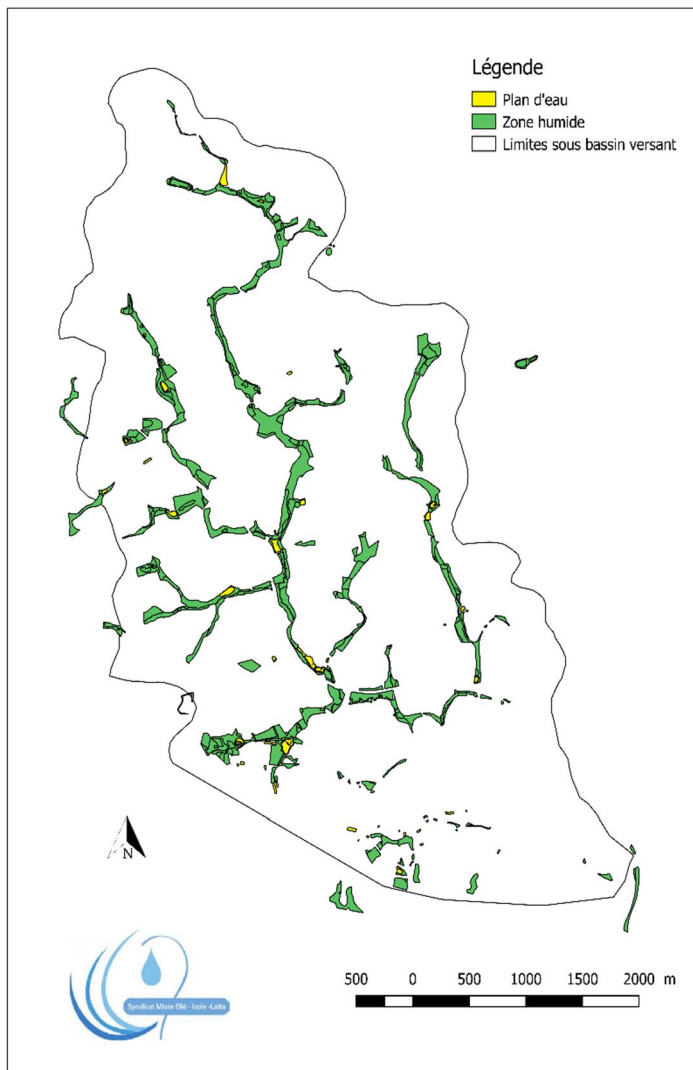 Légende
Plan d'eau
Zone humide
Limites sous bassin versant
N
Syndicat Mixte Ellé - Isole - Laïta
500 0 500 1000 1500 2000 m